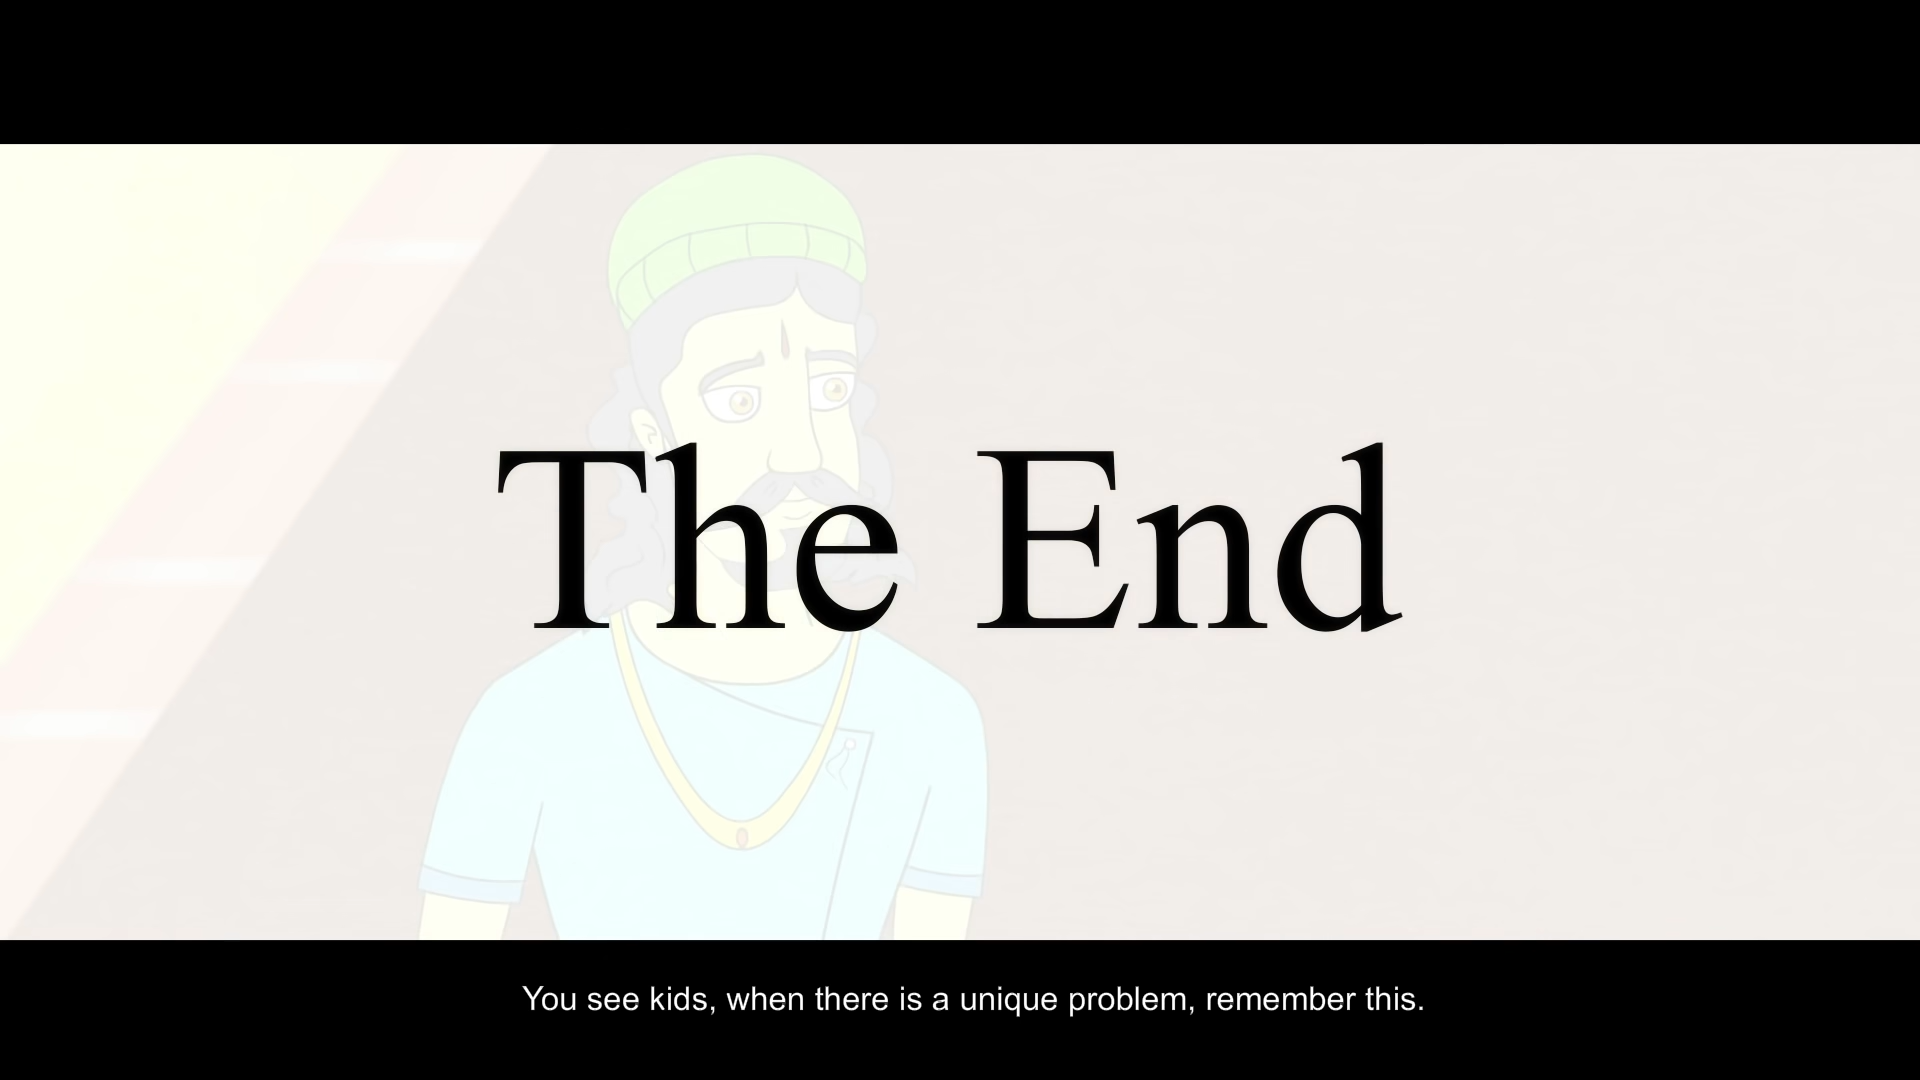 The End
You see kids, when there is a unique problem, remember this.